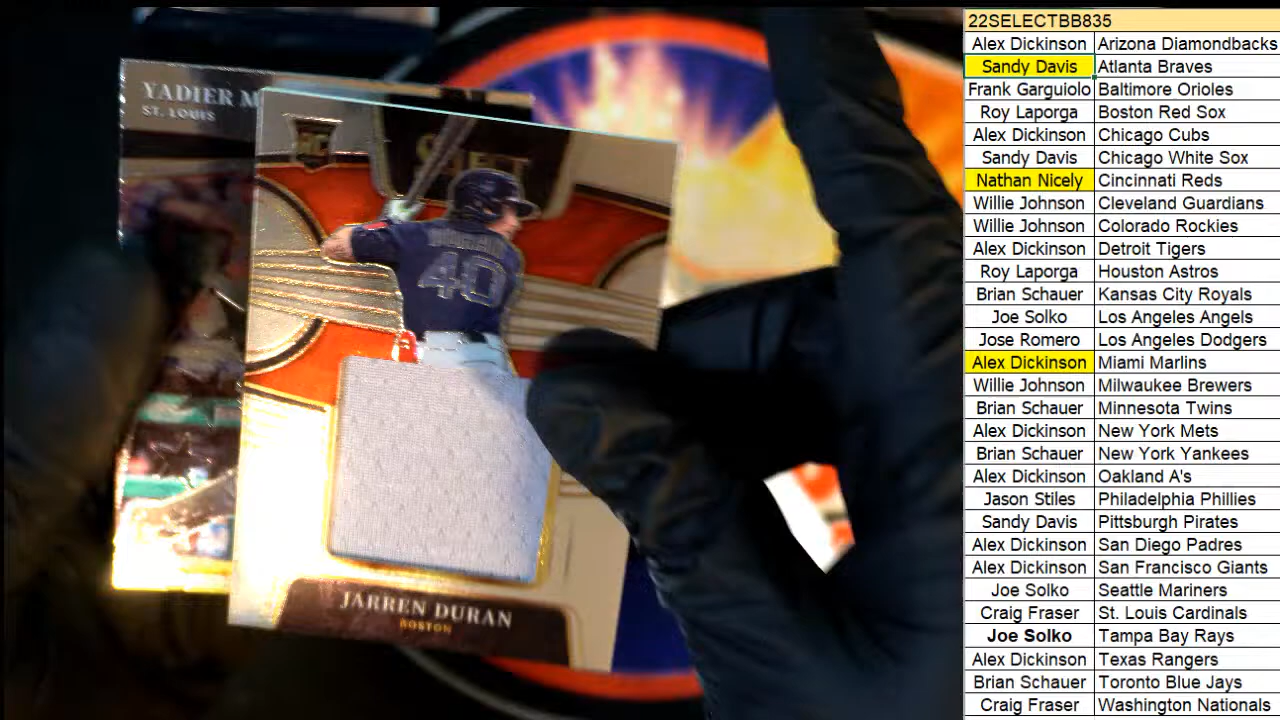 YADIER M
ST. LOUIS
RC
SELECT
DURAN
40
JARREN DURAN
BOSTON
22SELECTBB835
Alex Dickinson Arizona Diamondbacks
Sandy Davis Atlanta Braves
Frank Garguiolo Baltimore Orioles
Roy Laporga Boston Red Sox
Alex Dickinson Chicago Cubs
Sandy Davis Chicago White Sox
Nathan Nicely Cincinnati Reds
Willie Johnson Cleveland Guardians
Willie Johnson Colorado Rockies
Alex Dickinson Detroit Tigers
Roy Laporga Houston Astros
Brian Schauer Kansas City Royals
Joe Solko Los Angeles Angels
Jose Romero Los Angeles Dodgers
Alex Dickinson Miami Marlins
Willie Johnson Milwaukee Brewers
Brian Schauer Minnesota Twins
Alex Dickinson New York Mets
Brian Schauer New York Yankees
Alex Dickinson Oakland A's
Jason Stiles Philadelphia Phillies
Sandy Davis Pittsburgh Pirates
Alex Dickinson San Diego Padres
Alex Dickinson San Francisco Giants
Joe Solko Seattle Mariners
Craig Fraser St. Louis Cardinals
Joe Solko Tampa Bay Rays
Alex Dickinson Texas Rangers
Brian Schauer Toronto Blue Jays
Craig Fraser Washington Nationals